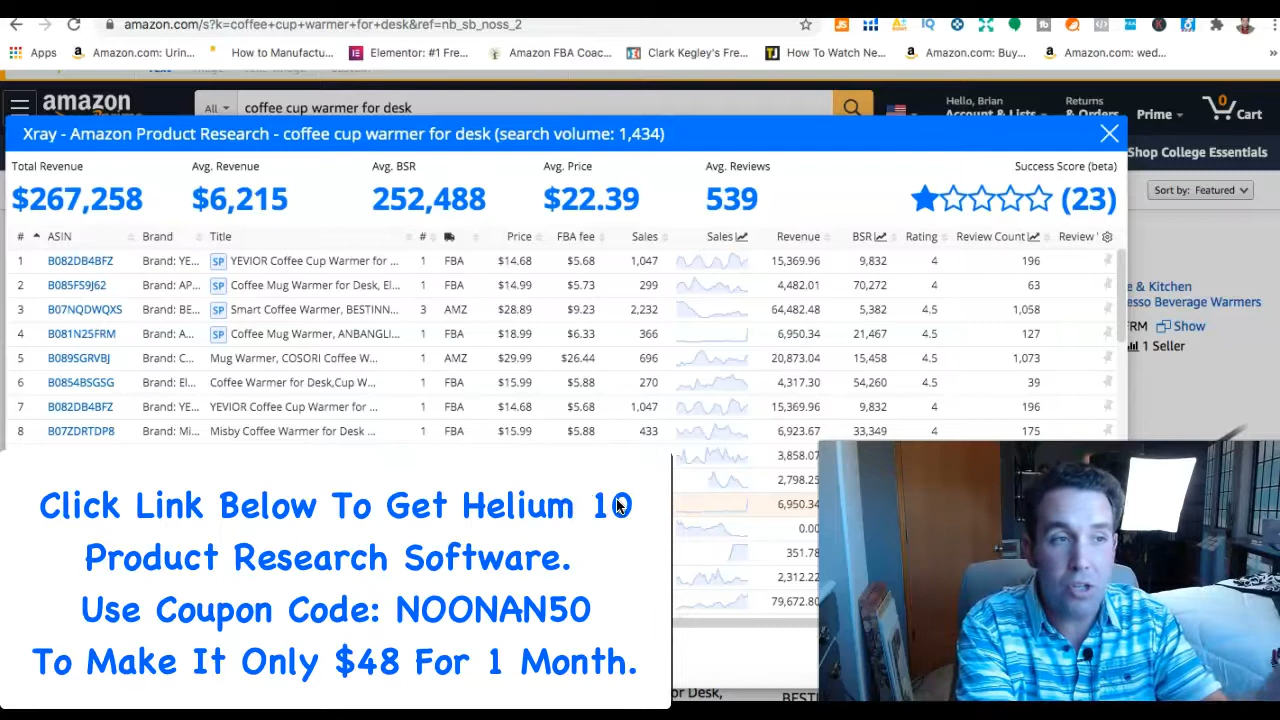 amazon.com/s?k=coffee+cup+warmer+for+desk&ref=nb_sb_noss_2
Apps Amazon.com: Urin... How to Manufactu... Elementor: #1 Fre... Amazon FBA Coac... Clark Kegley's Fre... How To Watch Ne... Amazon.com: Buy... Amazon.com: wed... »
amazon All coffee cup warmer for desk Hello, Brian Returns 0
Account & Lists & Orders Prime Cart
Xray - Amazon Product Research - coffee cup warmer for desk (search volume: 1,434)
Shop College Essentials
Total Revenue Avg. Revenue Avg. BSR Avg. Price Avg. Reviews Success Score (beta)
$267,258 $6,215 252,488 $22.39 539 (23)
Sort by: Featured
# ASIN Brand Title # Price FBA fee Sales Sales Revenue BSR Rating Review Count Review
1 B082DB4BFZ Brand: YE... SP YEVIOR Coffee Cup Warmer for ... 1 FBA $14.68 $5.68 1,047 15,369.96 9,832 4 196
2 B085FS9J62 Brand: AP... SP Coffee Mug Warmer for Desk, El... 1 FBA $14.99 $5.73 299 4,482.01 70,272 4 63
3 B07NQDWQXS Brand: BE... SP Smart Coffee Warmer, BESTINN... 3 AMZ $28.89 $9.23 2,232 64,482.48 5,382 4.5 1,058
4 B081N25FRM Brand: A... SP Coffee Mug Warmer, ANBANGLI... 1 FBA $18.99 $6.33 366 6,950.34 21,467 4.5 127
5 B089SGRVBJ Brand: C... Mug Warmer, COSORI Coffee W... 1 AMZ $29.99 $26.44 696 20,873.04 15,458 4.5 1,073
6 B0854BSGSG Brand: El... Coffee Warmer for Desk,Cup W... 1 FBA $15.99 $5.88 270 4,317.30 54,260 4.5 39
7 B082DB4BFZ Brand: YE... YEVIOR Coffee Cup Warmer for ... 1 FBA $14.68 $5.68 1,047 15,369.96 9,832 4 196
8 B07ZDRTDP8 Brand: Mi... Misby Coffee Warmer for Desk ... 1 FBA $15.99 $5.88 433 6,923.67 33,349 4 175
3,858.07
2,798.25
6,950.34
0.00
351.78
2,312.22
79,672.80
e & Kitchen
esso Beverage Warmers
FRM Show
1 Seller
Click Link Below To Get Helium 10
Product Research Software.
Use Coupon Code: NOONAN50
To Make It Only $48 For 1 Month.
or Desk,